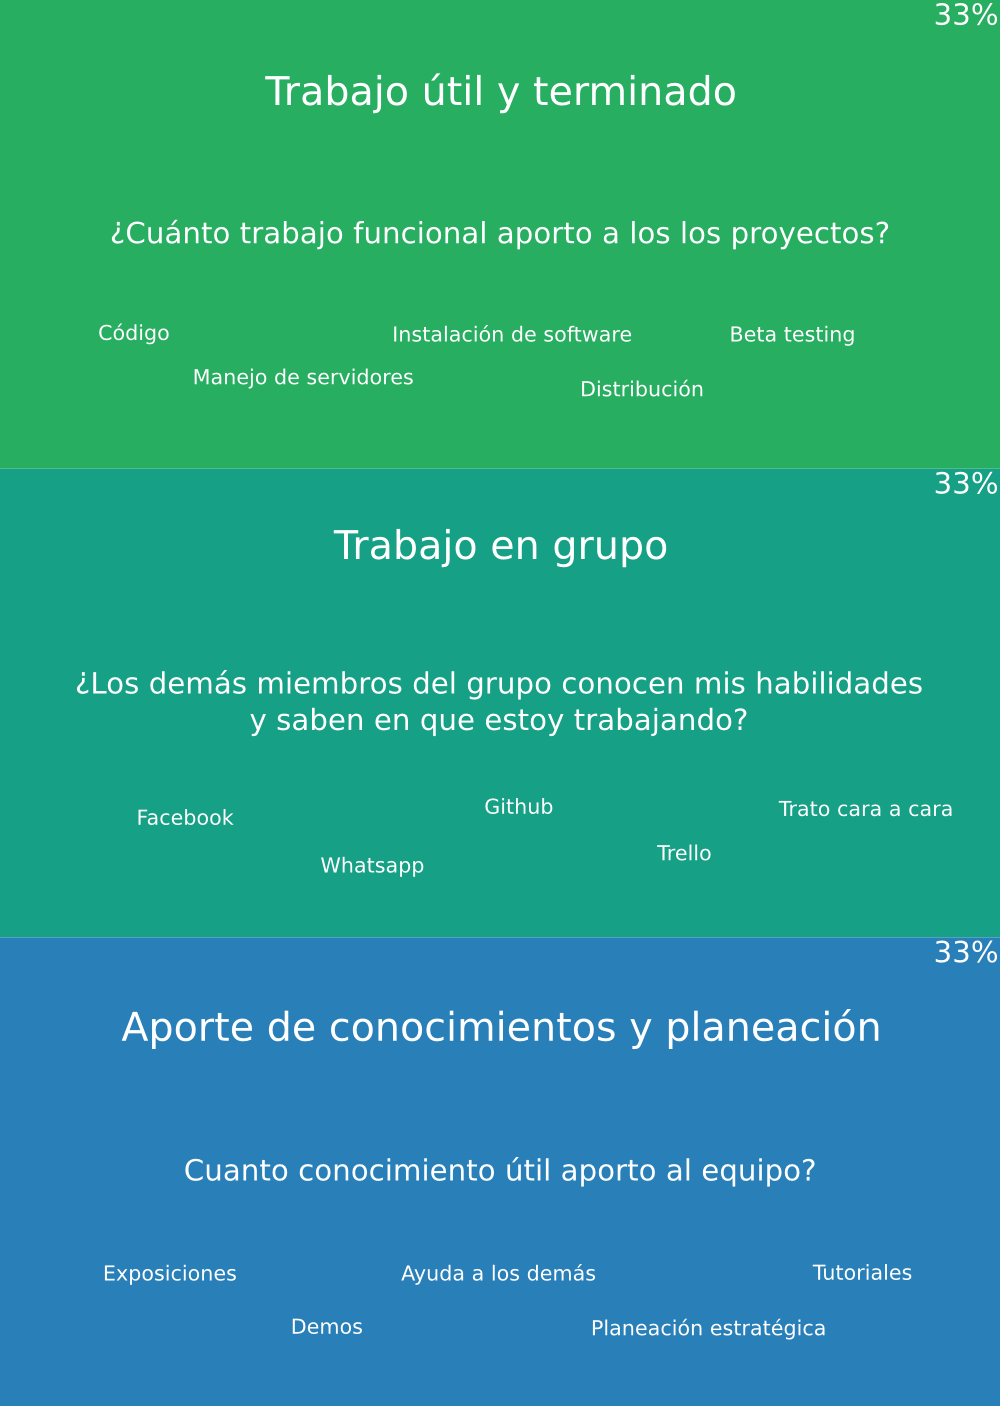 33%
Trabajo útil y terminado
¿Cuánto trabajo funcional aporto a los los proyectos?
Código
Instalación de software
Beta testing
Manejo de servidores
Distribución
33%
Trabajo en grupo
¿Los demás miembros del grupo conocen mis habilidades
y saben en que estoy trabajando?
Facebook
Github
Trato cara a cara
Whatsapp
Trello
33%
Aporte de conocimientos y planeación
Cuanto conocimiento útil aporto al equipo?
Exposiciones
Ayuda a los demás
Tutoriales
Demos
Planeación estratégica